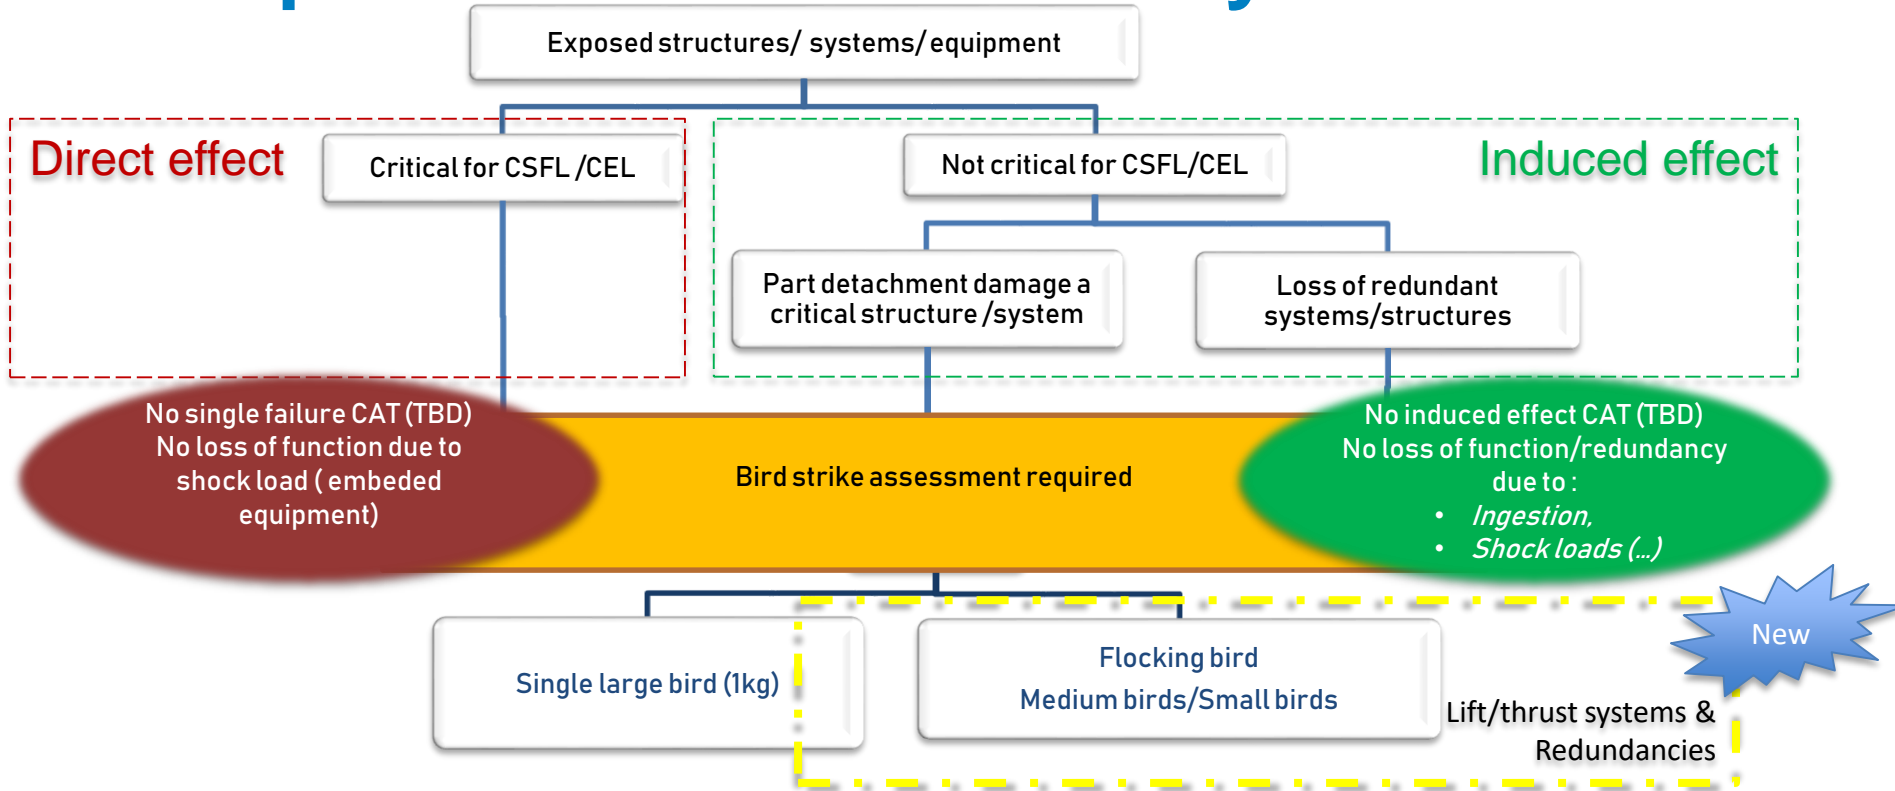 Exposed structures/ systems/equipment
Direct effect
Critical for CSFL /CEL
Not critical for CSFL/CEL
Induced effect
Part detachment damage a
critical structure /system
Loss of redundant
systems/structures
No single failure CAT (TBD)
No loss of function due to
shock load ( embeded
equipment)
Bird strike assessment required
No induced effect CAT (TBD)
No loss of function/redundancy
due to :
• Ingestion,
• Shock loads (...)
Single large bird (1kg)
Flocking bird
Medium birds/Small birds
New
Lift/thrust systems &
Redundancies